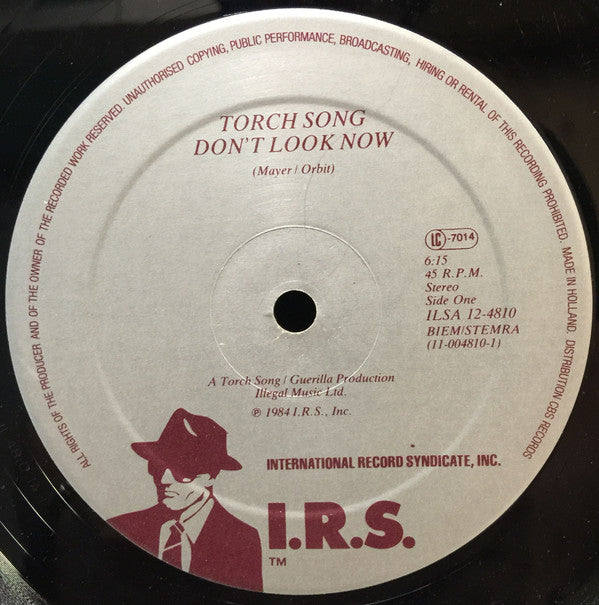 ALL RIGHTS OF THE PRODUCER AND OF THE OWNER OF THE RECORDED WORK RESERVED. UNAUTHORISED COPYING, PUBLIC PERFORMANCE, BROADCASTING, HIRING OR RENTAL OF THIS RECORDING PROHIBITED. MADE IN HOLLAND. DISTRIBUTION CBS RECORDS
TORCH SONG
DON'T LOOK NOW
(Mayer / Orbit)
LC -7014
6:15
45 R.P.M.
Stereo
Side One
ILSA 12-4810
BIEM/STEMRA
(11-004810-1)
A Torch Song / Guerilla Production
Illegal Music Ltd.
℗ 1984 I.R.S., Inc.
INTERNATIONAL RECORD SYNDICATE, INC.
I.R.S.
TM